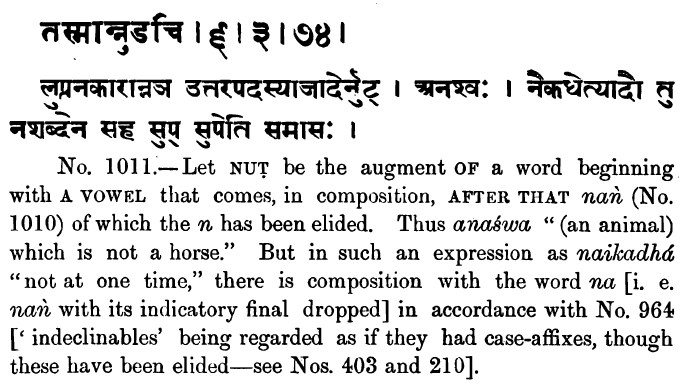 तस्मान्नुडचि । ६ । ३ । ७४ ।
लुप्तनकारान्नञ उत्तरपदस्याजादेर्नुट् । अनश्वः । नैकधेत्यादौ तु
नशब्देन सह सुप् सुपेति समासः ।
No. 1011.—Let NUṬ be the augment OF a word beginning
with A VOWEL that comes, in composition, AFTER THAT nań (No.
1010) of which the n has been elided. Thus anaśwa “(an animal)
which is not a horse.” But in such an expression as naikadhá
“not at one time,” there is composition with the word na [i. e.
nań with its indicatory final dropped] in accordance with No. 964
[‘ indeclinables’ being regarded as if they had case-affixes, though
these have been elided—see Nos. 403 and 210].